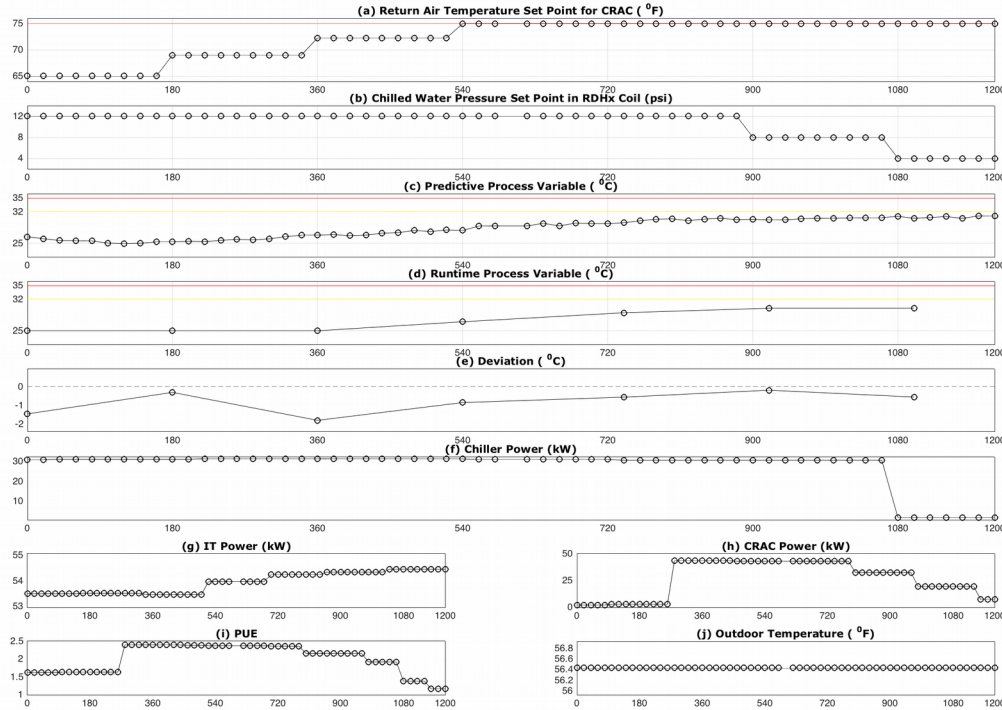 (a) Return Air Temperature Set Point for CRAC ( ⁰F)
75
70
65
0 180 360 540 720 900 1080 1200
(b) Chilled Water Pressure Set Point in RDHx Coil (psi)
12
8
4
0 180 360 540 720 900 1080 1200
(c) Predictive Process Variable ( ⁰C)
35
32
25
0 180 360 540 720 900 1080 1200
(d) Runtime Process Variable ( ⁰C)
35
32
25
0 180 360 540 720 900 1080 1200
(e) Deviation ( ⁰C)
0
-1
-2
0 180 360 540 720 900 1080 1200
(f) Chiller Power (kW)
30
20
10
0 180 360 540 720 900 1080 1200
(g) IT Power (kW)
55
54
53
0 180 360 540 720 900 1080 1200
(h) CRAC Power (kW)
50
25
0
0 180 360 540 720 900 1080 1200
(i) PUE
2.5
2
1.5
1
0 180 360 540 720 900 1080 1200
(j) Outdoor Temperature ( ⁰F)
56.8
56.4
56
0 180 360 540 720 900 1080 1200